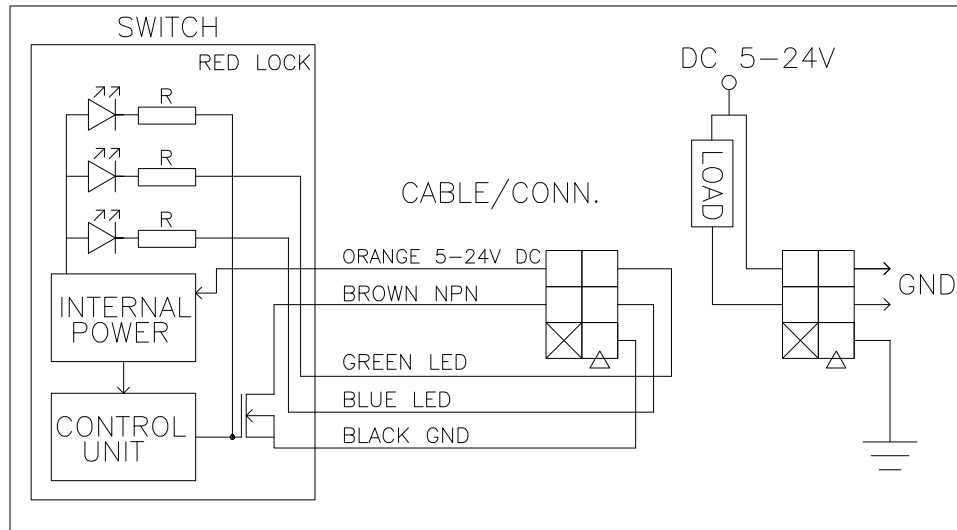 SWITCH
RED LOCK
R
R
R
INTERNAL
POWER
CONTROL
UNIT
CABLE/CONN.
ORANGE 5-24V DC
BROWN NPN
GREEN LED
BLUE LED
BLACK GND
DC 5-24V
LOAD
GND